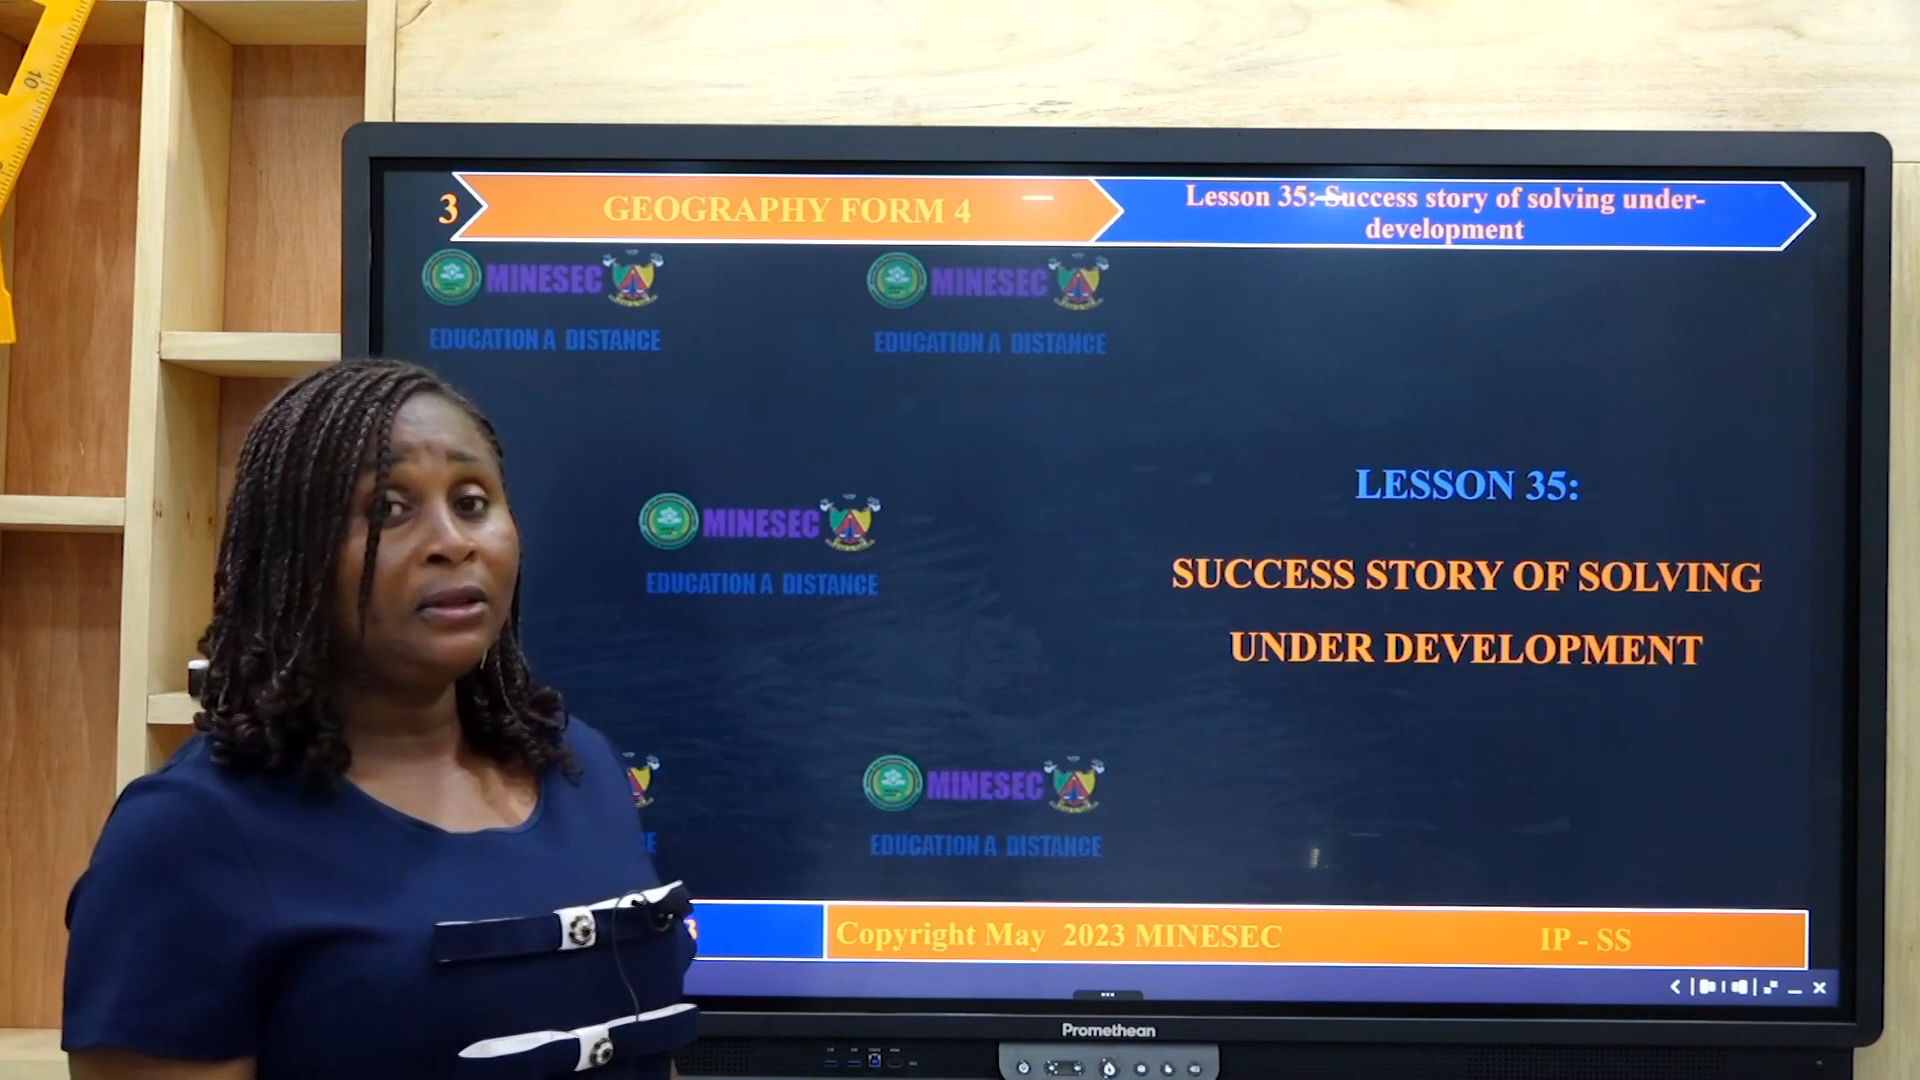 10
3
GEOGRAPHY FORM 4
Lesson 35: Success story of solving under-
development
MINESEC
EDUCATION A DISTANCE
MINESEC
EDUCATION A DISTANCE
LESSON 35:
SUCCESS STORY OF SOLVING
UNDER DEVELOPMENT
MINESEC
EDUCATION A DISTANCE
MINESEC
EDUCATION A DISTANCE
3
Copyright May 2023 MINESEC
IP - SS
Promethean